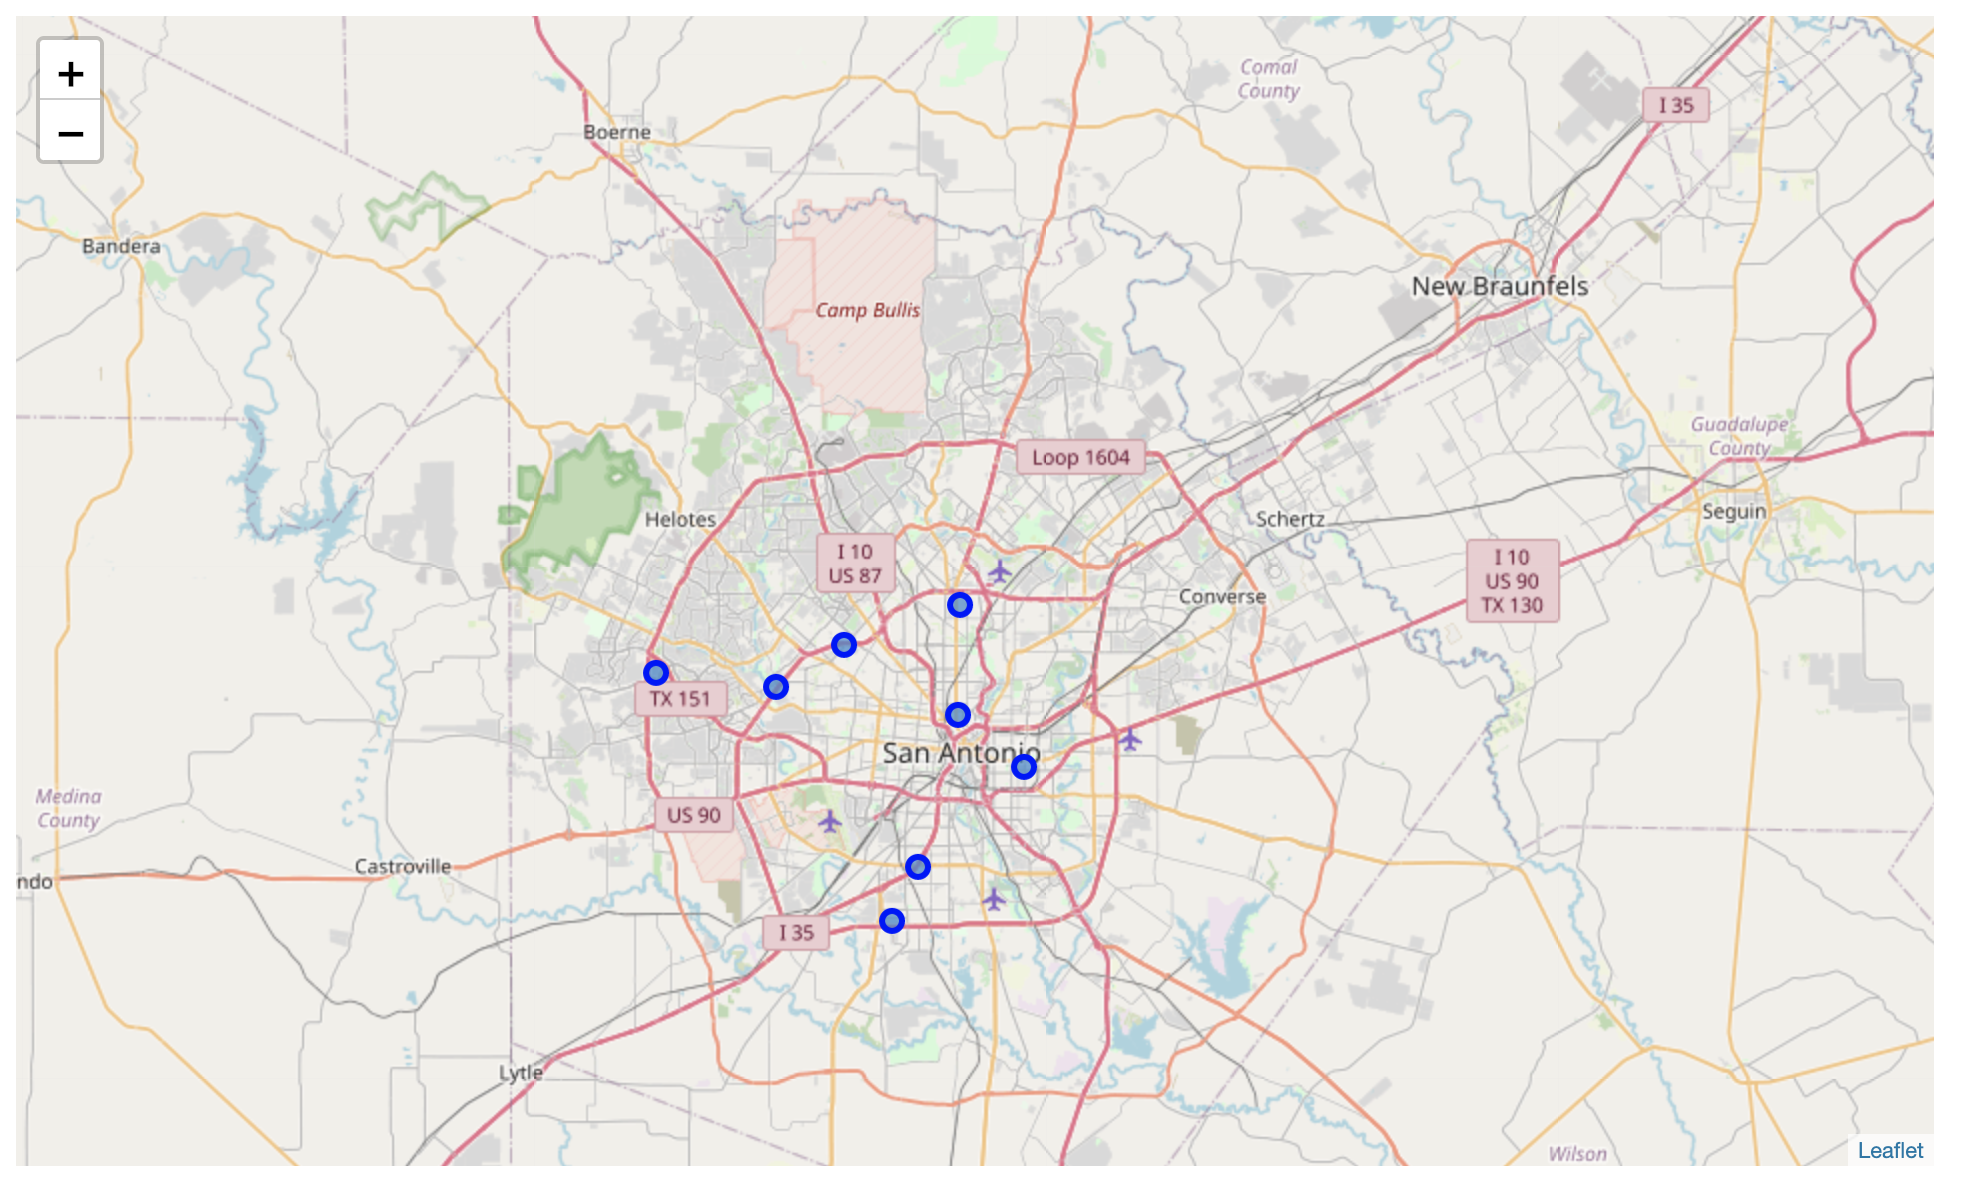 +
−
Comal
County
I 35
Boerne
Bandera
New Braunfels
Camp Bullis
Guadalupe
County
Loop 1604
Seguin
Helotes
Schertz
I 10
US 87
I 10
US 90
TX 130
Converse
TX 151
San Antonio
Medina
County
US 90
Castroville
ndo
I 35
Lytle
Wilson
Leaflet